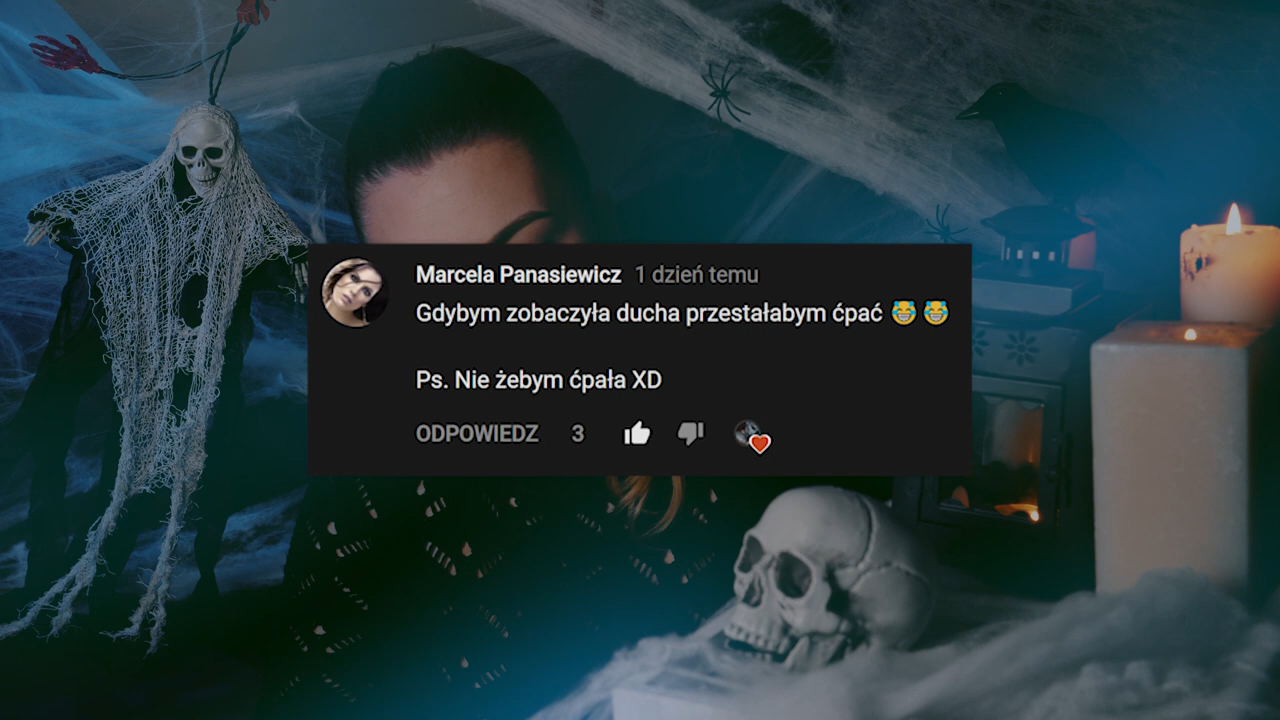 Marcela Panasiewicz 1 dzień temu
Gdybym zobaczyła ducha przestałabym ćpać 😹 😹
Ps. Nie żebym ćpała XD
ODPOWIEDZ 3